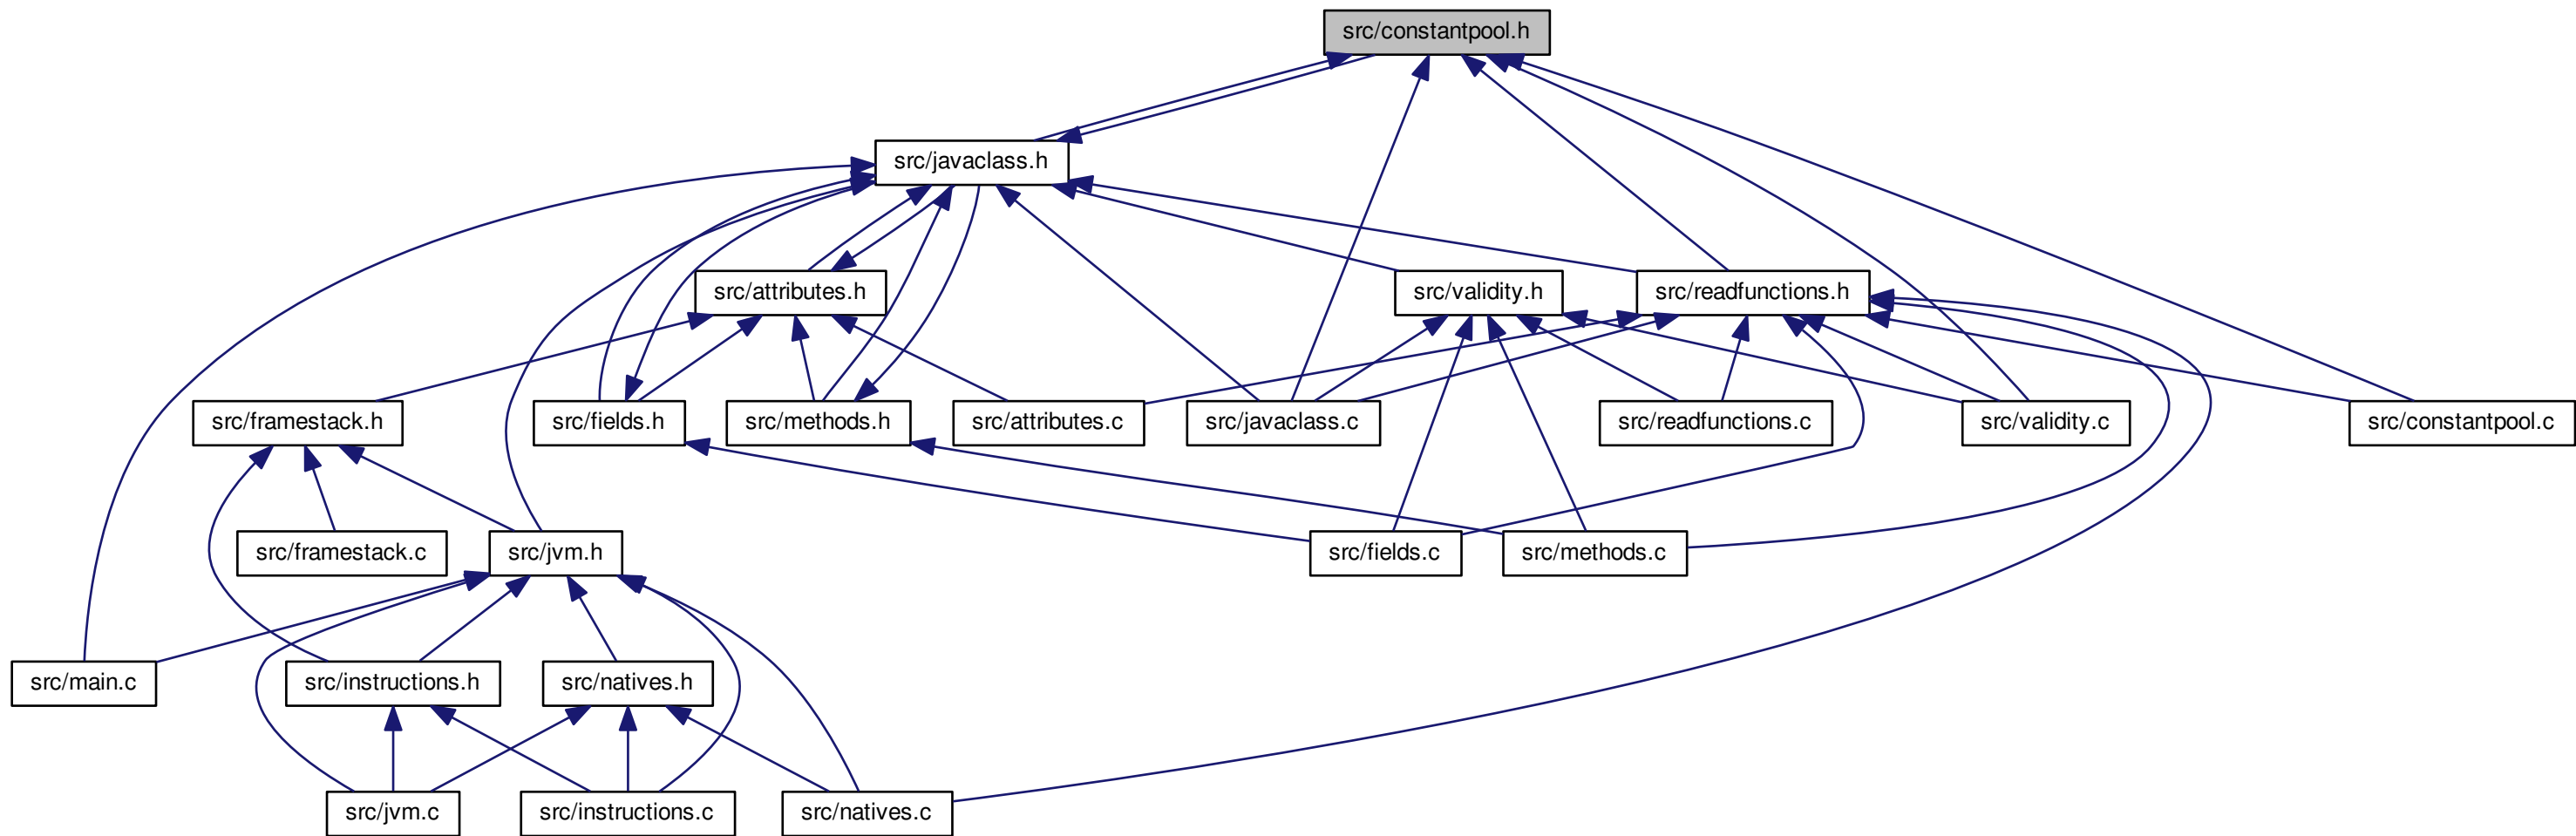 src/constantpool.h
src/javaclass.h
src/attributes.h
src/validity.h
src/readfunctions.h
src/framestack.h
src/fields.h
src/methods.h
src/attributes.c
src/javaclass.c
src/readfunctions.c
src/validity.c
src/constantpool.c
src/framestack.c
src/jvm.h
src/fields.c
src/methods.c
src/main.c
src/instructions.h
src/natives.h
src/jvm.c
src/instructions.c
src/natives.c